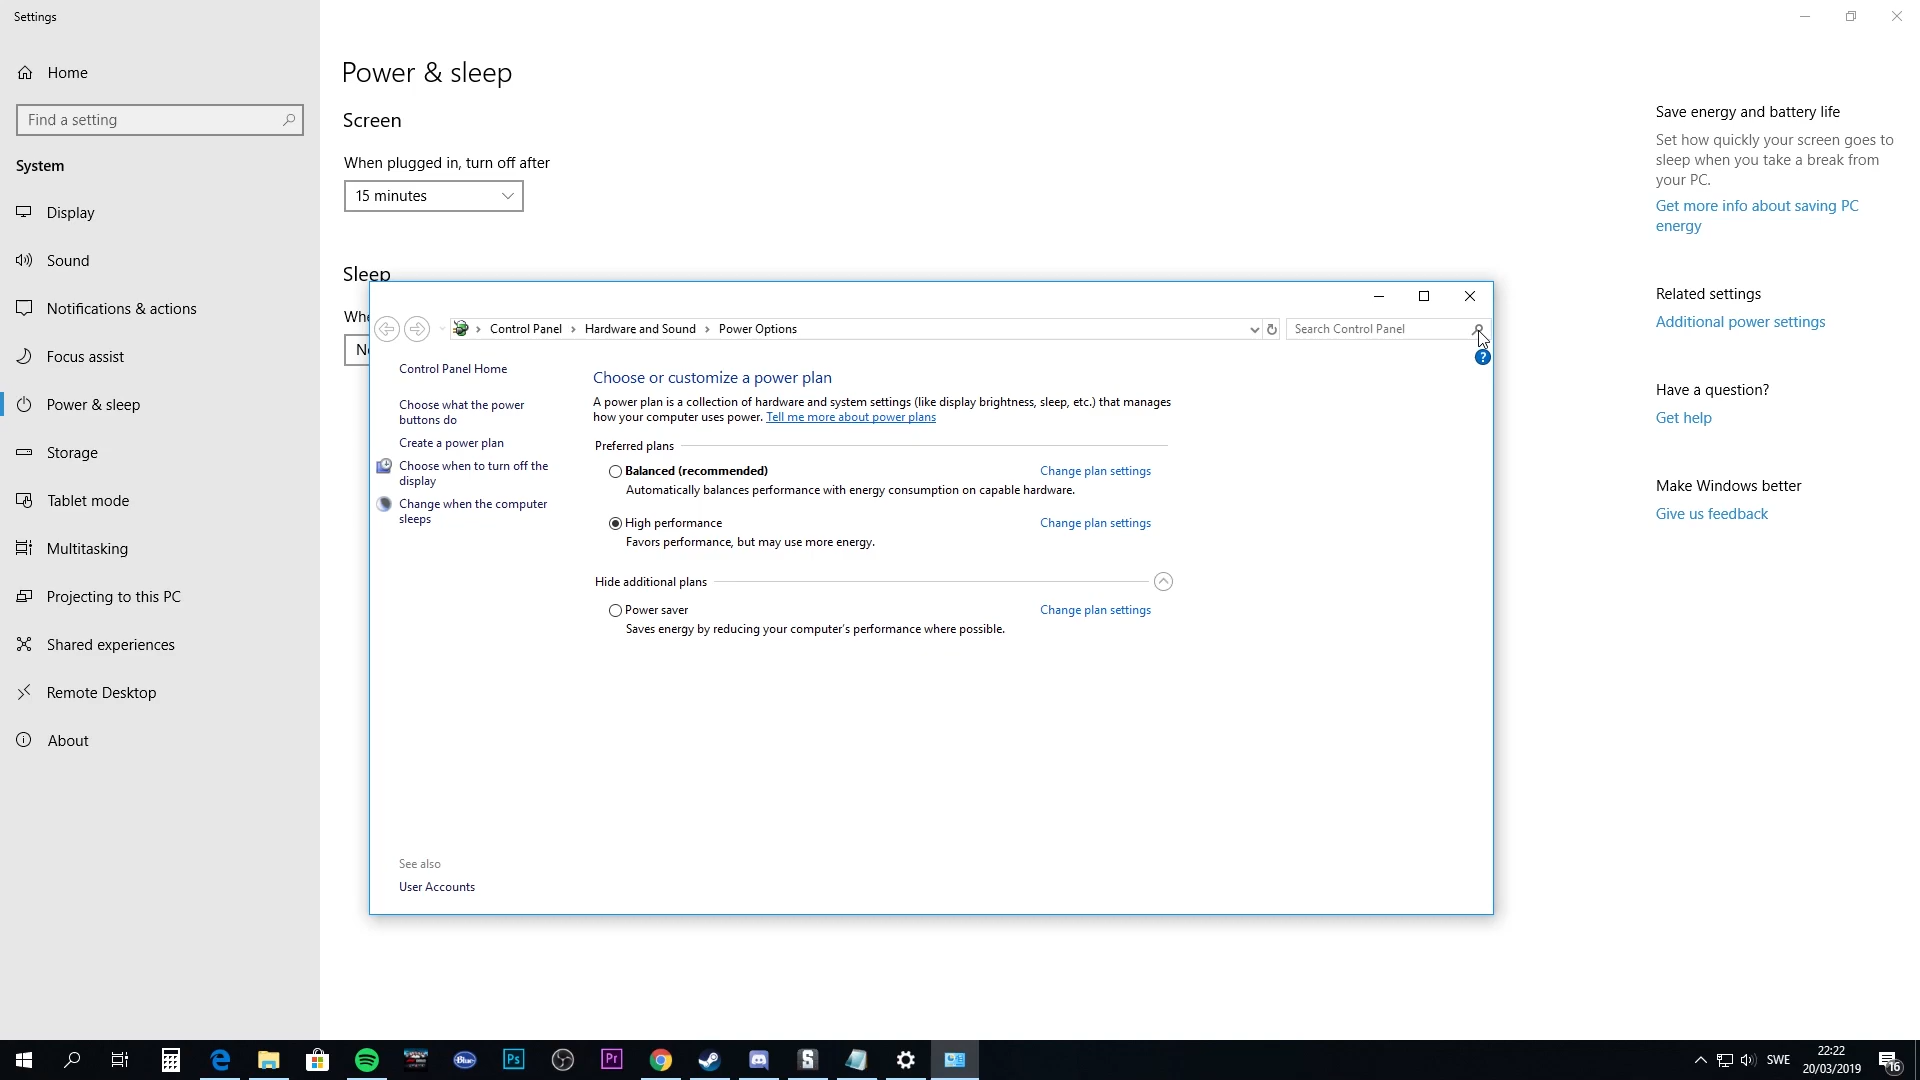 Settings
Home
Find a setting
System
Display
Sound
Notifications & actions
Focus assist
Power & sleep
Storage
Tablet mode
Multitasking
Projecting to this PC
Shared experiences
Remote Desktop
About
Power & sleep
Screen
When plugged in, turn off after
15 minutes
Sleep
Save energy and battery life
Set how quickly your screen goes to
sleep when you take a break from
your PC.
Get more info about saving PC
energy
Related settings
Additional power settings
Have a question?
Get help
Make Windows better
Give us feedback
Control Panel > Hardware and Sound > Power Options
Search Control Panel
Control Panel Home
Choose what the power
buttons do
Create a power plan
Choose when to turn off the
display
Change when the computer
sleeps
Choose or customize a power plan
A power plan is a collection of hardware and system settings (like display brightness, sleep, etc.) that manages
how your computer uses power. Tell me more about power plans
Preferred plans
Balanced (recommended) Change plan settings
Automatically balances performance with energy consumption on capable hardware.
High performance Change plan settings
Favors performance, but may use more energy.
Hide additional plans
Power saver Change plan settings
Saves energy by reducing your computer's performance where possible.
See also
User Accounts
Blue
Ps
Pr
S
SWE
22:22
20/03/2019
16